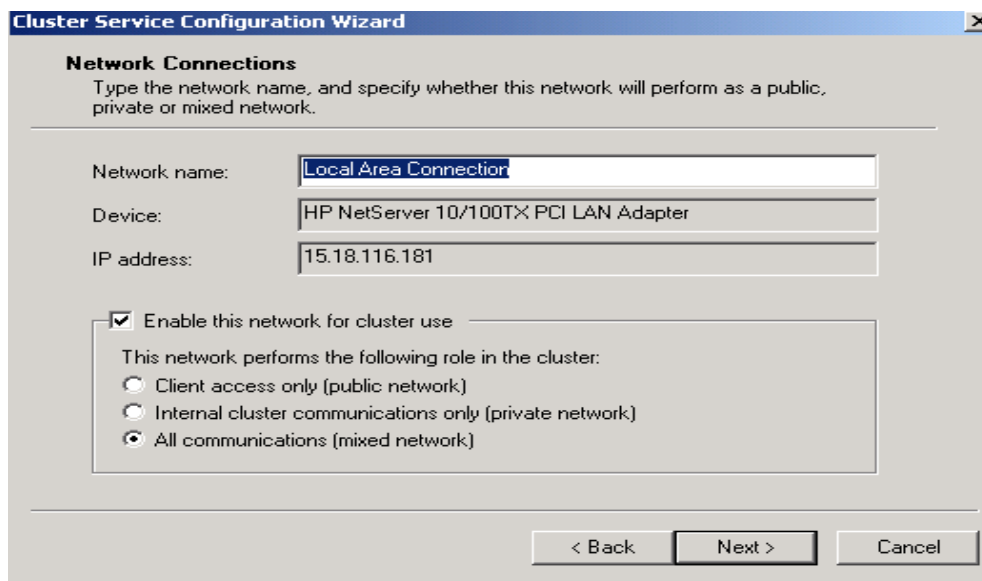 Cluster Service Configuration Wizard
Network Connections
Type the network name, and specify whether this network will perform as a public,
private or mixed network.
Network name: Local Area Connection
Device: HP NetServer 10/100TX PCI LAN Adapter
IP address: 15.18.116.181
Enable this network for cluster use
This network performs the following role in the cluster:
Client access only (public network)
Internal cluster communications only (private network)
All communications (mixed network)
< Back Next > Cancel